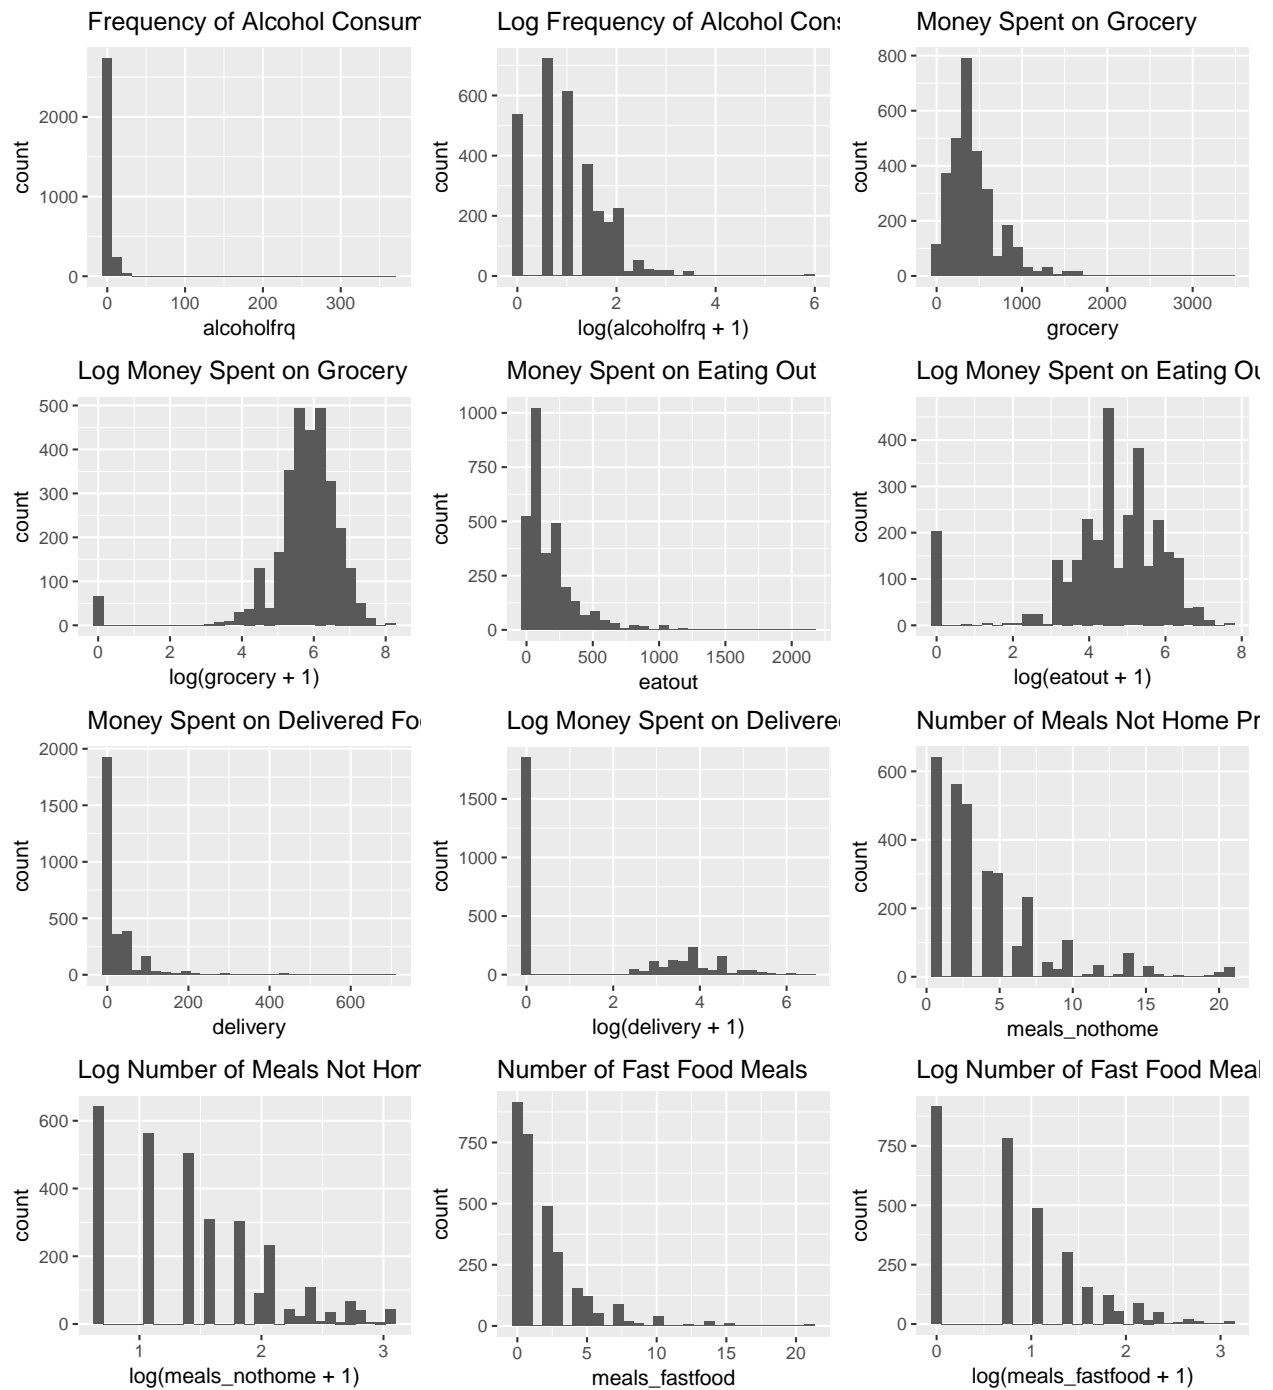 Frequency of Alcohol Consum
count
2000
1000
0
0 100 200 300
alcoholfrq
Log Frequency of Alcohol Cons
count
600
400
200
0
0 2 4 6
log(alcoholfrq + 1)
Money Spent on Grocery
count
800
600
400
200
0
0 1000 2000 3000
grocery
Log Money Spent on Grocery
count
500
400
300
200
100
0
0 2 4 6 8
log(grocery + 1)
Money Spent on Eating Out
count
1000
750
500
250
0
0 500 1000 1500 2000
eatout
Log Money Spent on Eating Ou
count
400
300
200
100
0
0 2 4 6 8
log(eatout + 1)
Money Spent on Delivered Foo
count
2000
1500
1000
500
0
0 200 400 600
delivery
Log Money Spent on Delivered
count
1500
1000
500
0
0 2 4 6
log(delivery + 1)
Number of Meals Not Home Pr
count
600
400
200
0
0 5 10 15 20
meals_nothome
Log Number of Meals Not Hom
count
600
400
200
0
1 2 3
log(meals_nothome + 1)
Number of Fast Food Meals
count
750
500
250
0
0 5 10 15 20
meals_fastfood
Log Number of Fast Food Meal
count
750
500
250
0
0 1 2 3
log(meals_fastfood + 1)